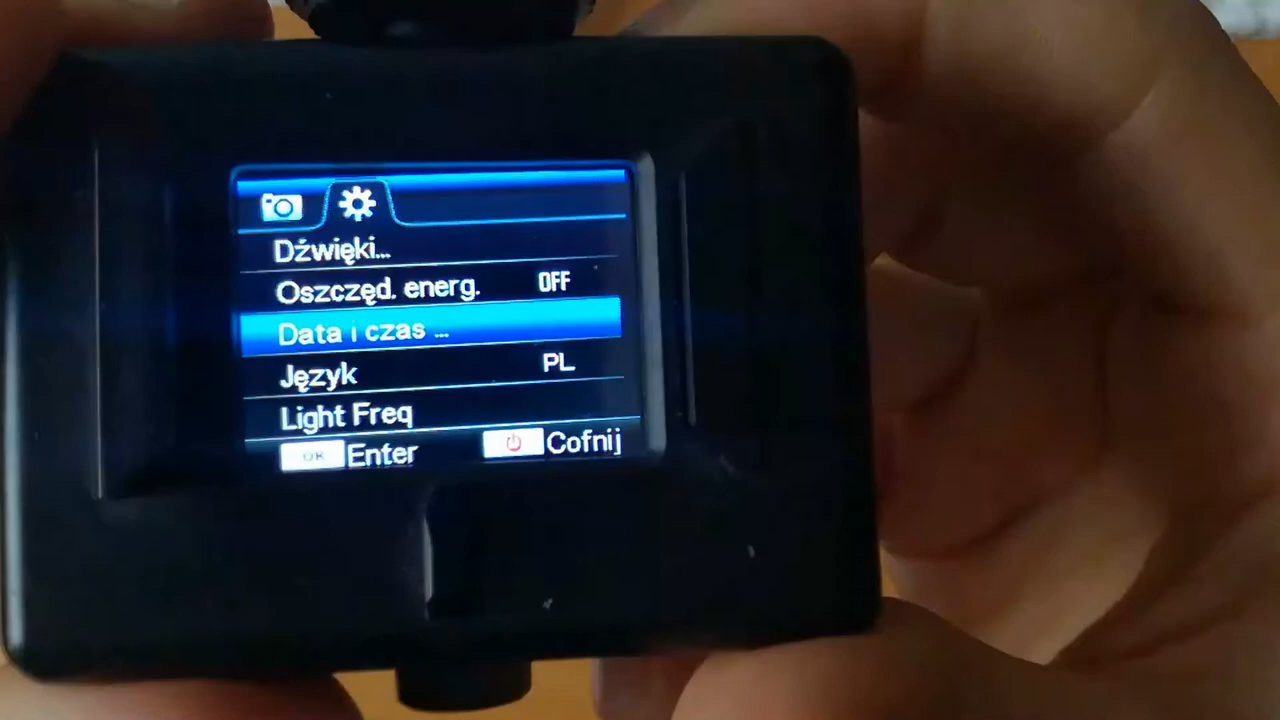 Dźwięki...
Oszczęd. energ. OFF
Data i czas ...
Język PL
Light Freq
OK Enter Cofnij